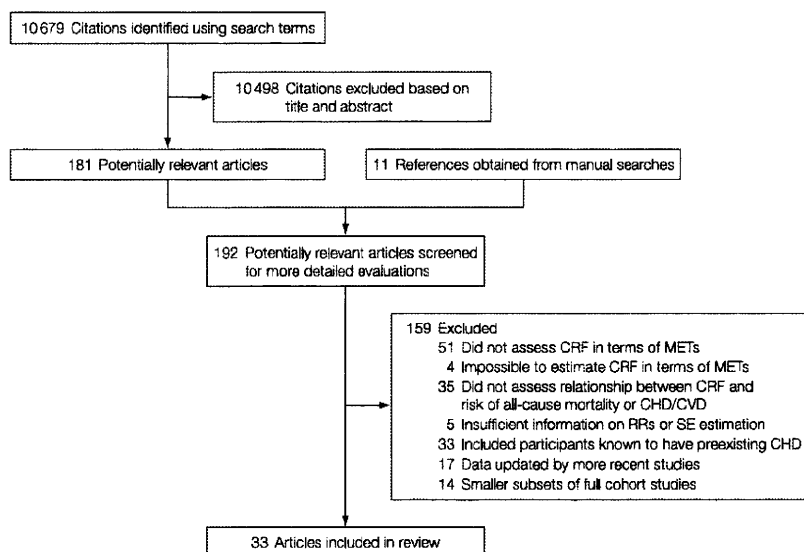 10679 Citations identified using search terms
10498 Citations excluded based on
title and abstract
181 Potentially relevant articles
11 References obtained from manual searches
192 Potentially relevant articles screened
for more detailed evaluations
159 Excluded
51 Did not assess CRF in terms of METs
4 Impossible to estimate CRF in terms of METs
35 Did not assess relationship between CRF and
risk of all-cause mortality or CHD/CVD
5 Insufficient information on RRs or SE estimation
33 Included participants known to have preexisting CHD
17 Data updated by more recent studies
14 Smaller subsets of full cohort studies
33 Articles included in review